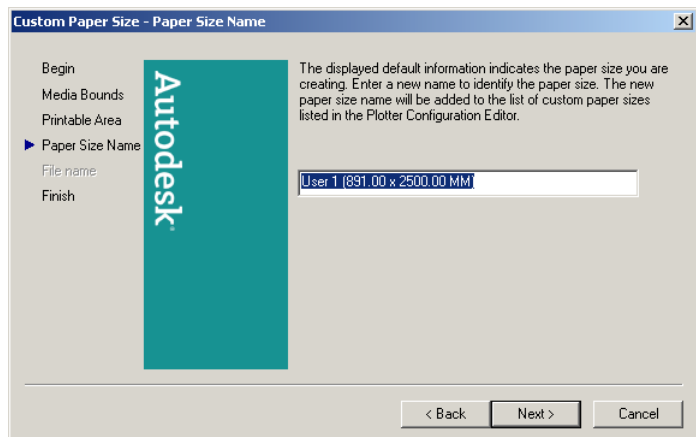 Custom Paper Size - Paper Size Name
Begin
Media Bounds
Printable Area
Paper Size Name
File name
Finish
Autodesk
The displayed default information indicates the paper size you are
creating. Enter a new name to identify the paper size. The new
paper size name will be added to the list of custom paper sizes
listed in the Plotter Configuration Editor.
User 1 (891.00 x 2500.00 MM)
< Back
Next >
Cancel